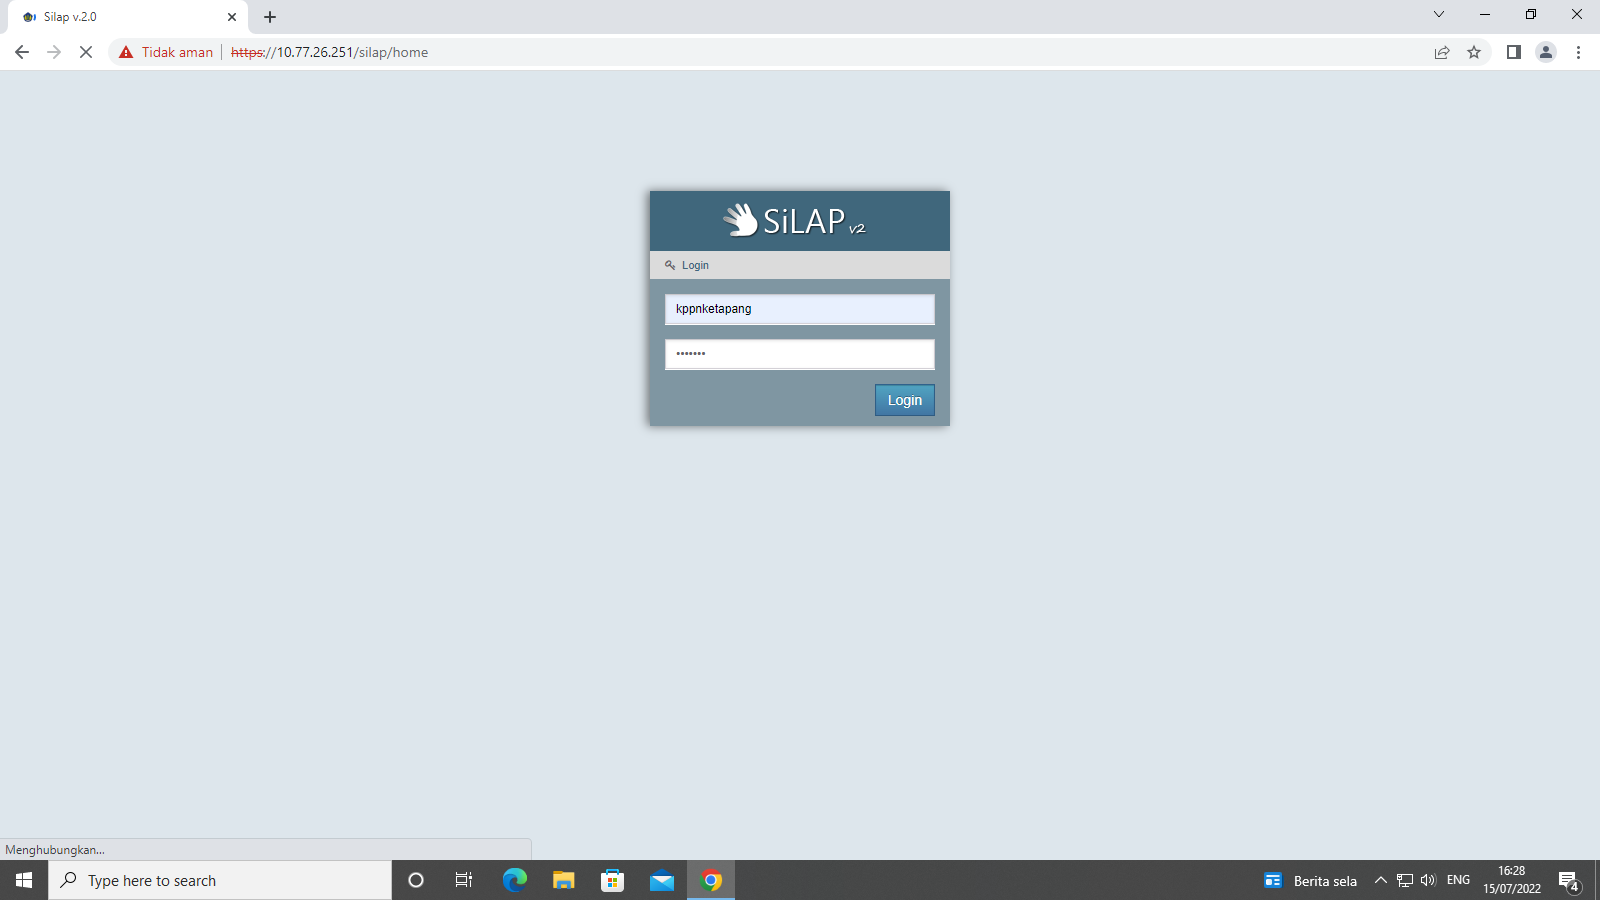 Silap v.2.0
Tidak aman
https://10.77.26.251/silap/home
SiLAP v2
Login
kppnketapang
•••••••
Login
Menghubungkan...
Type here to search
Berita sela
ENG
16:28
15/07/2022
4